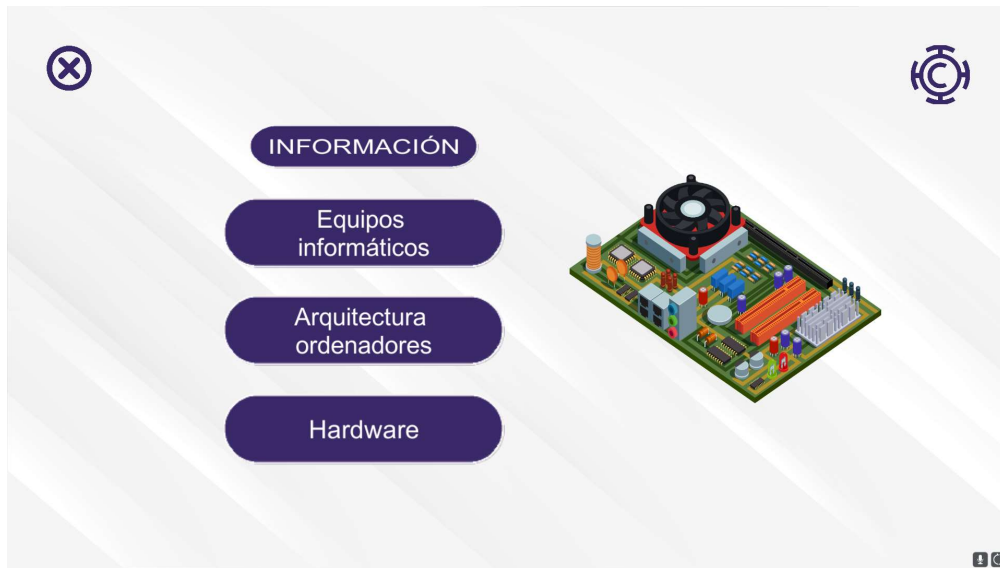 INFORMACIÓN
Equipos
informáticos
Arquitectura
ordenadores
Hardware